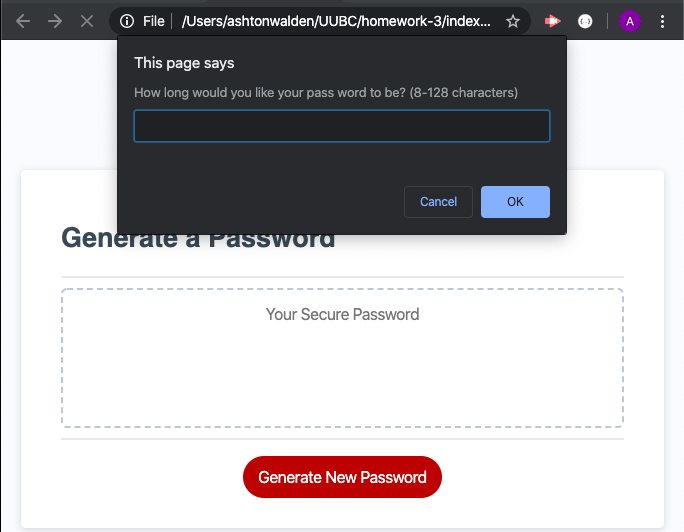 File /Users/ashtonwalden/UUBC/homework-3/index...
A
This page says
How long would you like your pass word to be? (8-128 characters)
Cancel
OK
Generate a Password
Your Secure Password
Generate New Password